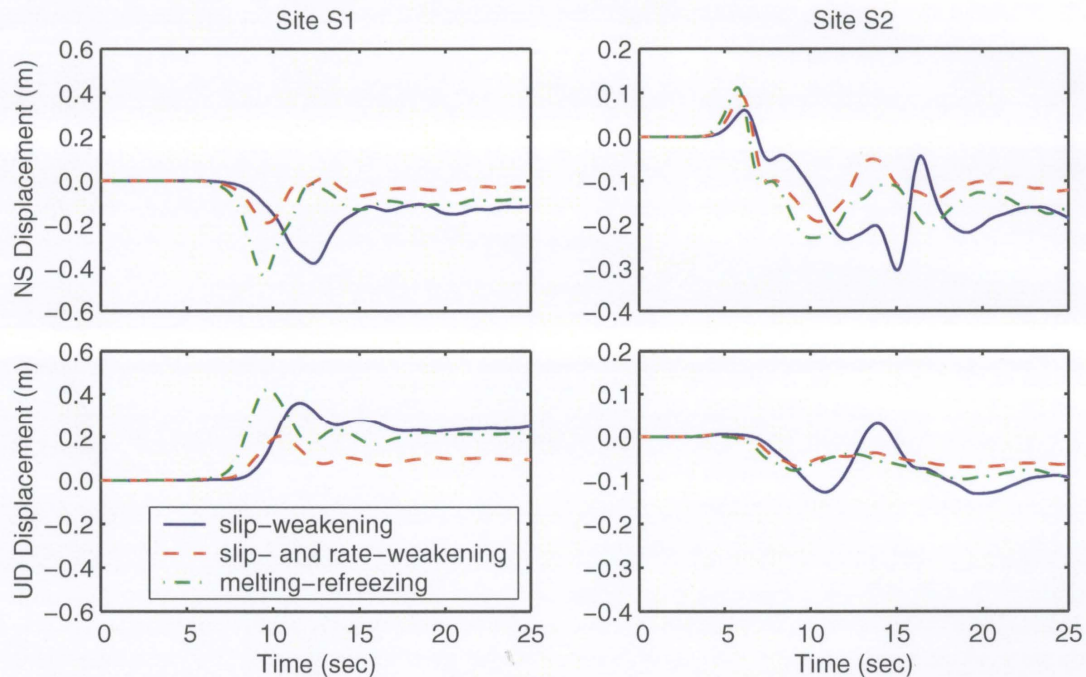 Site S1
Site S2
NS Displacement (m)
0.6
0.4
0.2
0.0
−0.2
−0.4
−0.6
0.2
0.1
0.0
−0.1
−0.2
−0.3
−0.4
UD Displacement (m)
0.6
0.4
0.2
0.0
−0.2
−0.4
−0.6
slip−weakening
slip− and rate−weakening
melting−refreezing
0 5 10 15 20 25
Time (sec)
0.2
0.1
0.0
−0.1
−0.2
−0.3
−0.4
0 5 10 15 20 25
Time (sec)